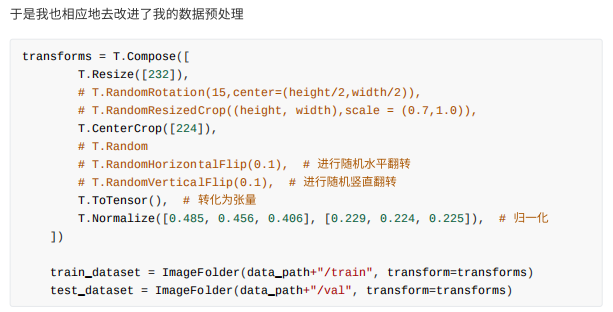 于是我也相应地去改进了我的数据预处理
transforms = T.Compose([
T.Resize([232]),
# T.RandomRotation(15,center=(height/2,width/2)),
# T.RandomResizedCrop((height, width),scale = (0.7,1.0)),
T.CenterCrop([224]),
# T.Random
# T.RandomHorizontalFlip(0.1),  # 进行随机水平翻转
# T.RandomVerticalFlip(0.1),  # 进行随机竖直翻转
T.ToTensor(),  # 转化为张量
T.Normalize([0.485, 0.456, 0.406], [0.229, 0.224, 0.225]),  # 归一化
])
train_dataset = ImageFolder(data_path+"/train", transform=transforms)
test_dataset = ImageFolder(data_path+"/val", transform=transforms)